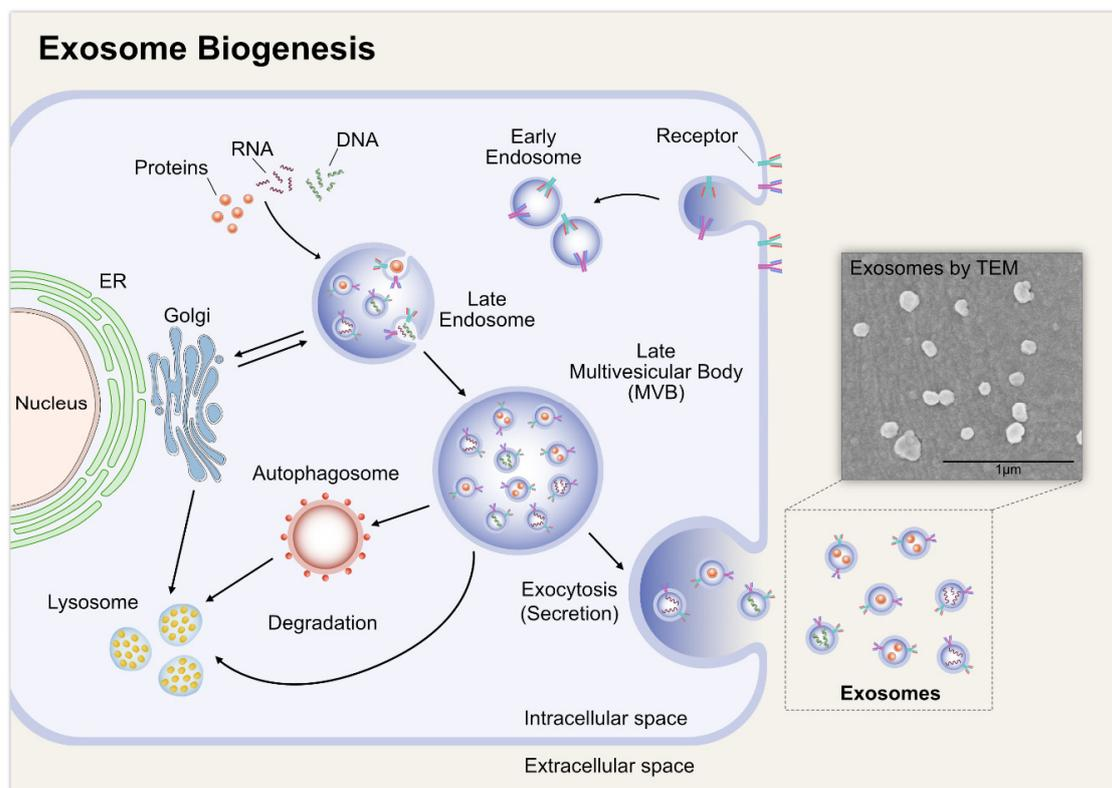 Exosome Biogenesis
Proteins
RNA
DNA
Early
Endosome
Receptor
ER
Golgi
Late
Endosome
Nucleus
Late
Multivesicular Body
(MVB)
Exosomes by TEM
1µm
Autophagosome
Lysosome
Degradation
Exocytosis
(Secretion)
Exosomes
Intracellular space
Extracellular space